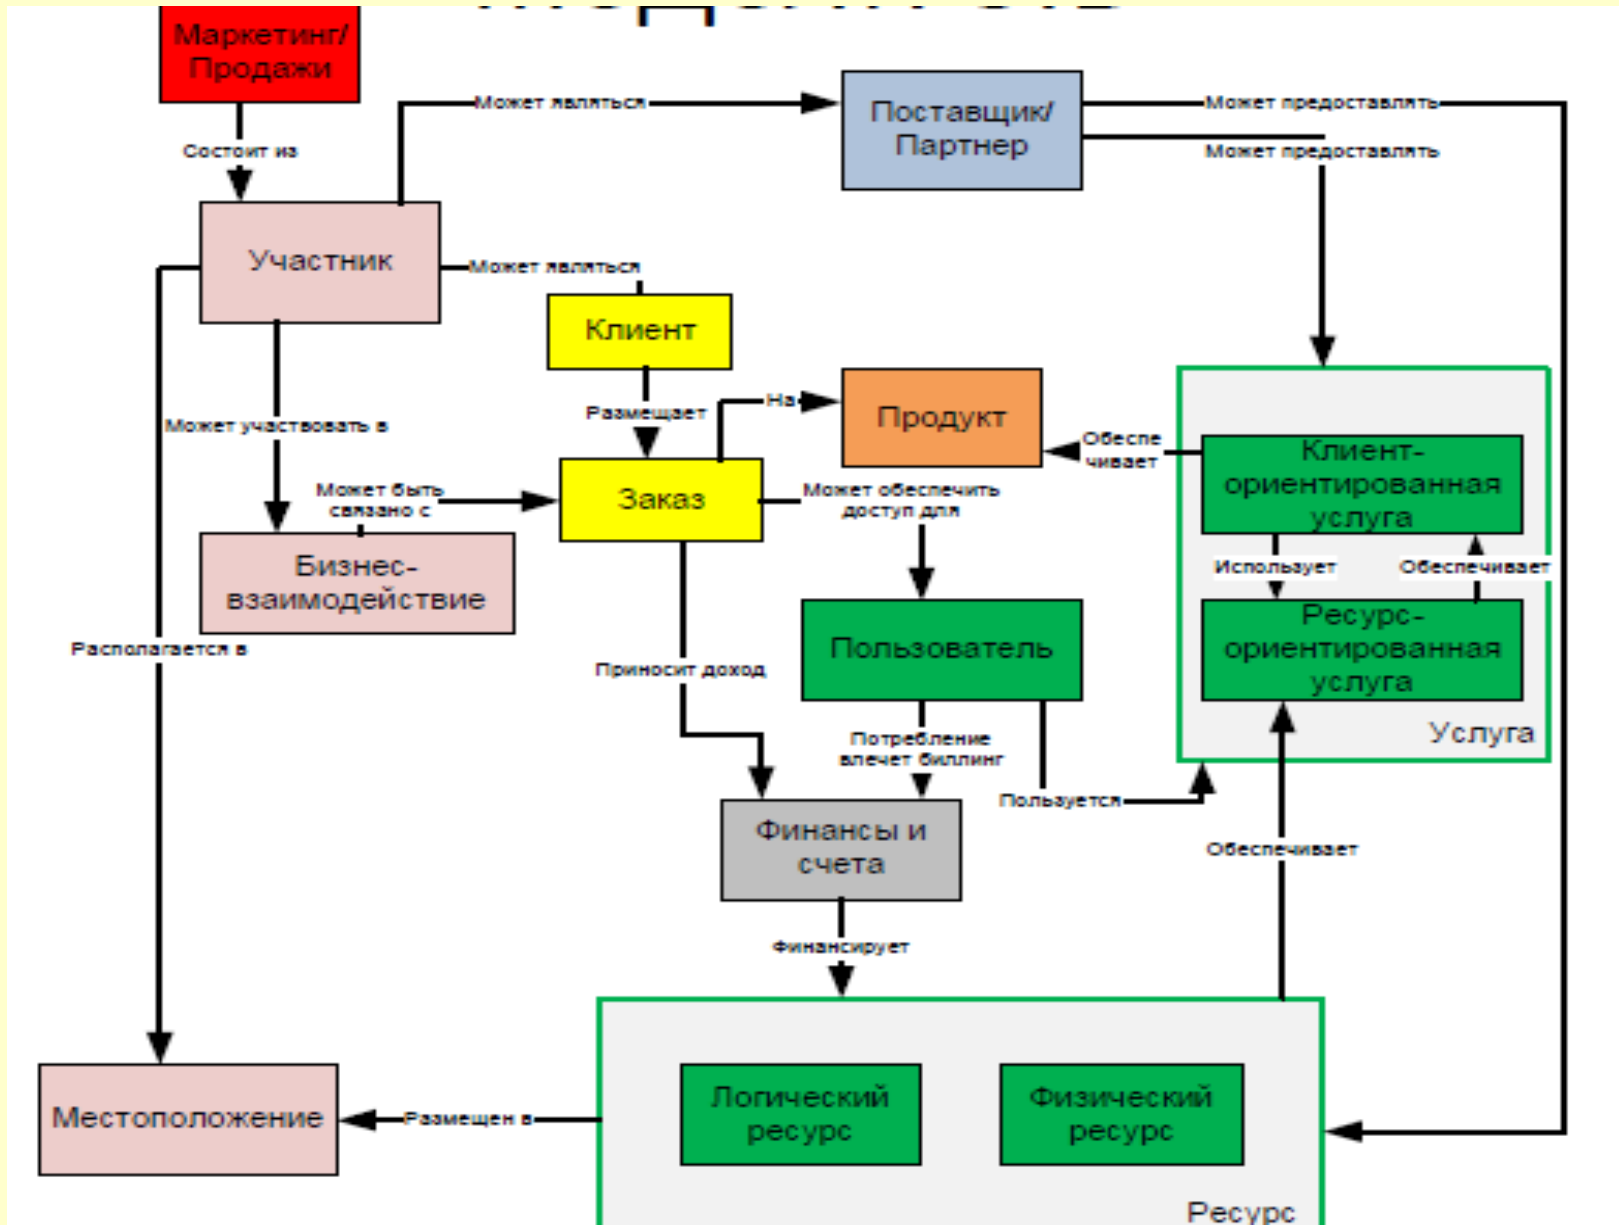 Маркетинг/
Продажи
Может являться
Поставщик/
Партнер
Может предоставлять
Может предоставлять
Состоит из
Участник
Может являться
Клиент
Размещает
На
Продукт
Обеспе
чивает
Клиент-
ориентированная
услуга
Может участвовать в
Может быть
связано с
Заказ
Может обеспечить
доступ для
Использует
Обеспечивает
Бизнес-
взаимодействие
Ресурс-
ориентированная
услуга
Располагается в
Приносит доход
Пользователь
Услуга
Потребление
влечет биллинг
Пользуется
Финансы и
счета
Обеспечивает
Финансирует
Местоположение
Размещен в
Логический
ресурс
Физический
ресурс
Ресурс